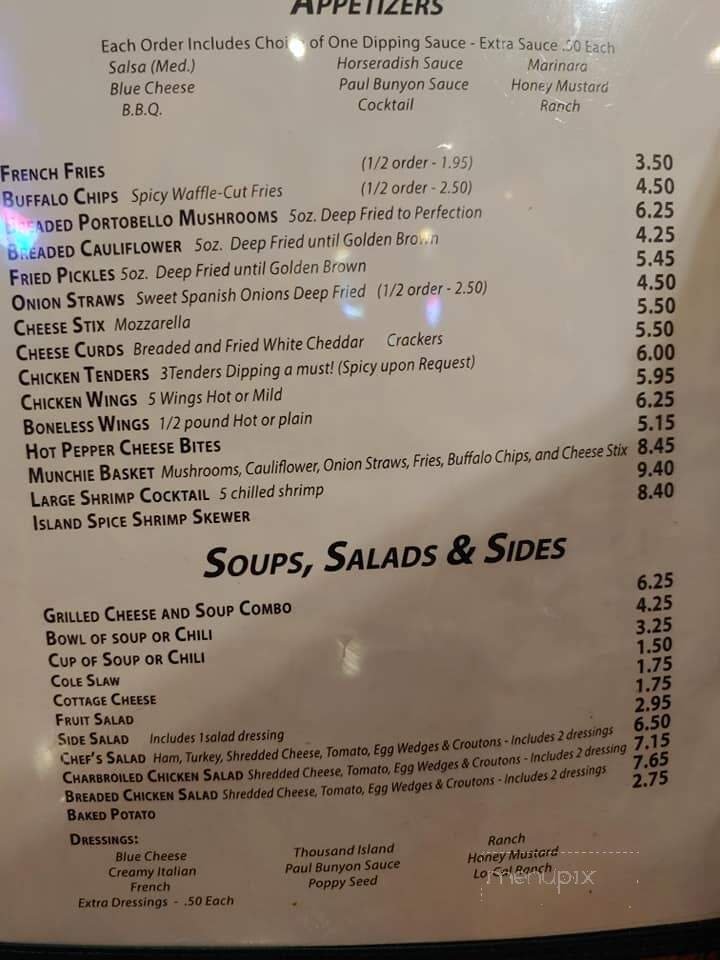 APPETIZERS
Each Order Includes Choice of One Dipping Sauce - Extra Sauce .50 Each
Salsa (Med.) Horseradish Sauce Marinara
Blue Cheese Paul Bunyon Sauce Honey Mustard
B.B.Q. Cocktail Ranch
FRENCH FRIES (1/2 order - 1.95) 3.50
BUFFALO CHIPS Spicy Waffle-Cut Fries (1/2 order - 2.50) 4.50
BREADED PORTOBELLO MUSHROOMS 5oz. Deep Fried to Perfection 6.25
BREADED CAULIFLOWER 5oz. Deep Fried until Golden Brown 4.25
FRIED PICKLES 5oz. Deep Fried until Golden Brown 5.45
ONION STRAWS Sweet Spanish Onions Deep Fried (1/2 order - 2.50) 4.50
CHEESE STIX Mozzarella 5.50
CHEESE CURDS Breaded and Fried White Cheddar Crackers 5.50
CHICKEN TENDERS 3Tenders Dipping a must! (Spicy upon Request) 6.00
CHICKEN WINGS 5 Wings Hot or Mild 5.95
BONELESS WINGS 1/2 pound Hot or plain 6.25
HOT PEPPER CHEESE BITES 5.15
MUNCHIE BASKET Mushrooms, Cauliflower, Onion Straws, Fries, Buffalo Chips, and Cheese Stix 8.45
LARGE SHRIMP COCKTAIL 5 chilled shrimp 9.40
ISLAND SPICE SHRIMP SKEWER 8.40
SOUPS, SALADS & SIDES
GRILLED CHEESE AND SOUP COMBO 6.25
BOWL OF SOUP OR CHILI 4.25
CUP OF SOUP OR CHILI 3.25
COLE SLAW 1.50
COTTAGE CHEESE 1.75
FRUIT SALAD 1.75
SIDE SALAD Includes 1salad dressing 2.95
CHEF'S SALAD Ham, Turkey, Shredded Cheese, Tomato, Egg Wedges & Croutons - Includes 2 dressings 6.50
CHARBROILED CHICKEN SALAD Shredded Cheese, Tomato, Egg Wedges & Croutons - Includes 2 dressing 7.15
BREADED CHICKEN SALAD Shredded Cheese, Tomato, Egg Wedges & Croutons - Includes 2 dressings 7.65
BAKED POTATO 2.75
DRESSINGS:
Blue Cheese Thousand Island Ranch
Creamy Italian Paul Bunyon Sauce Honey Mustard
French Poppy Seed Lo Cal Ranch
Extra Dressings - .50 Each
menupix